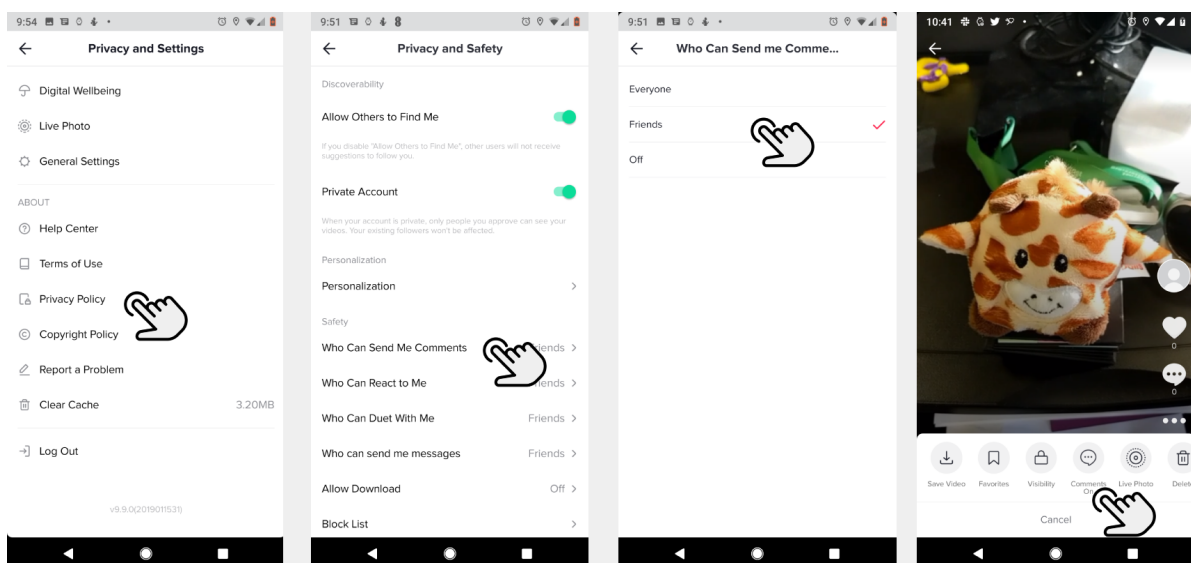 9:54
Privacy and Settings
Digital Wellbeing
Live Photo
General Settings
ABOUT
Help Center
Terms of Use
Privacy Policy
Copyright Policy
Report a Problem
Clear Cache 3.20MB
Log Out
v9.9.0(2019011531)
9:51
Privacy and Safety
Discoverability
Allow Others to Find Me
If you disable "Allow Others to Find Me", other users will not receive
suggestions to follow you.
Private Account
When your account is private, only people you approve can see your
videos. Your existing followers won't be affected.
Personalization
Personalization
Safety
Who Can Send Me Comments
Who Can React to Me
Who Can Duet With Me Friends
Who can send me messages Friends
Allow Download Off
Block List
9:51
Who Can Send me Comme...
Everyone
Friends
Off
10:41
0
0
Save Video Favorites Visibility Comments Live Photo Delete
On
Cancel